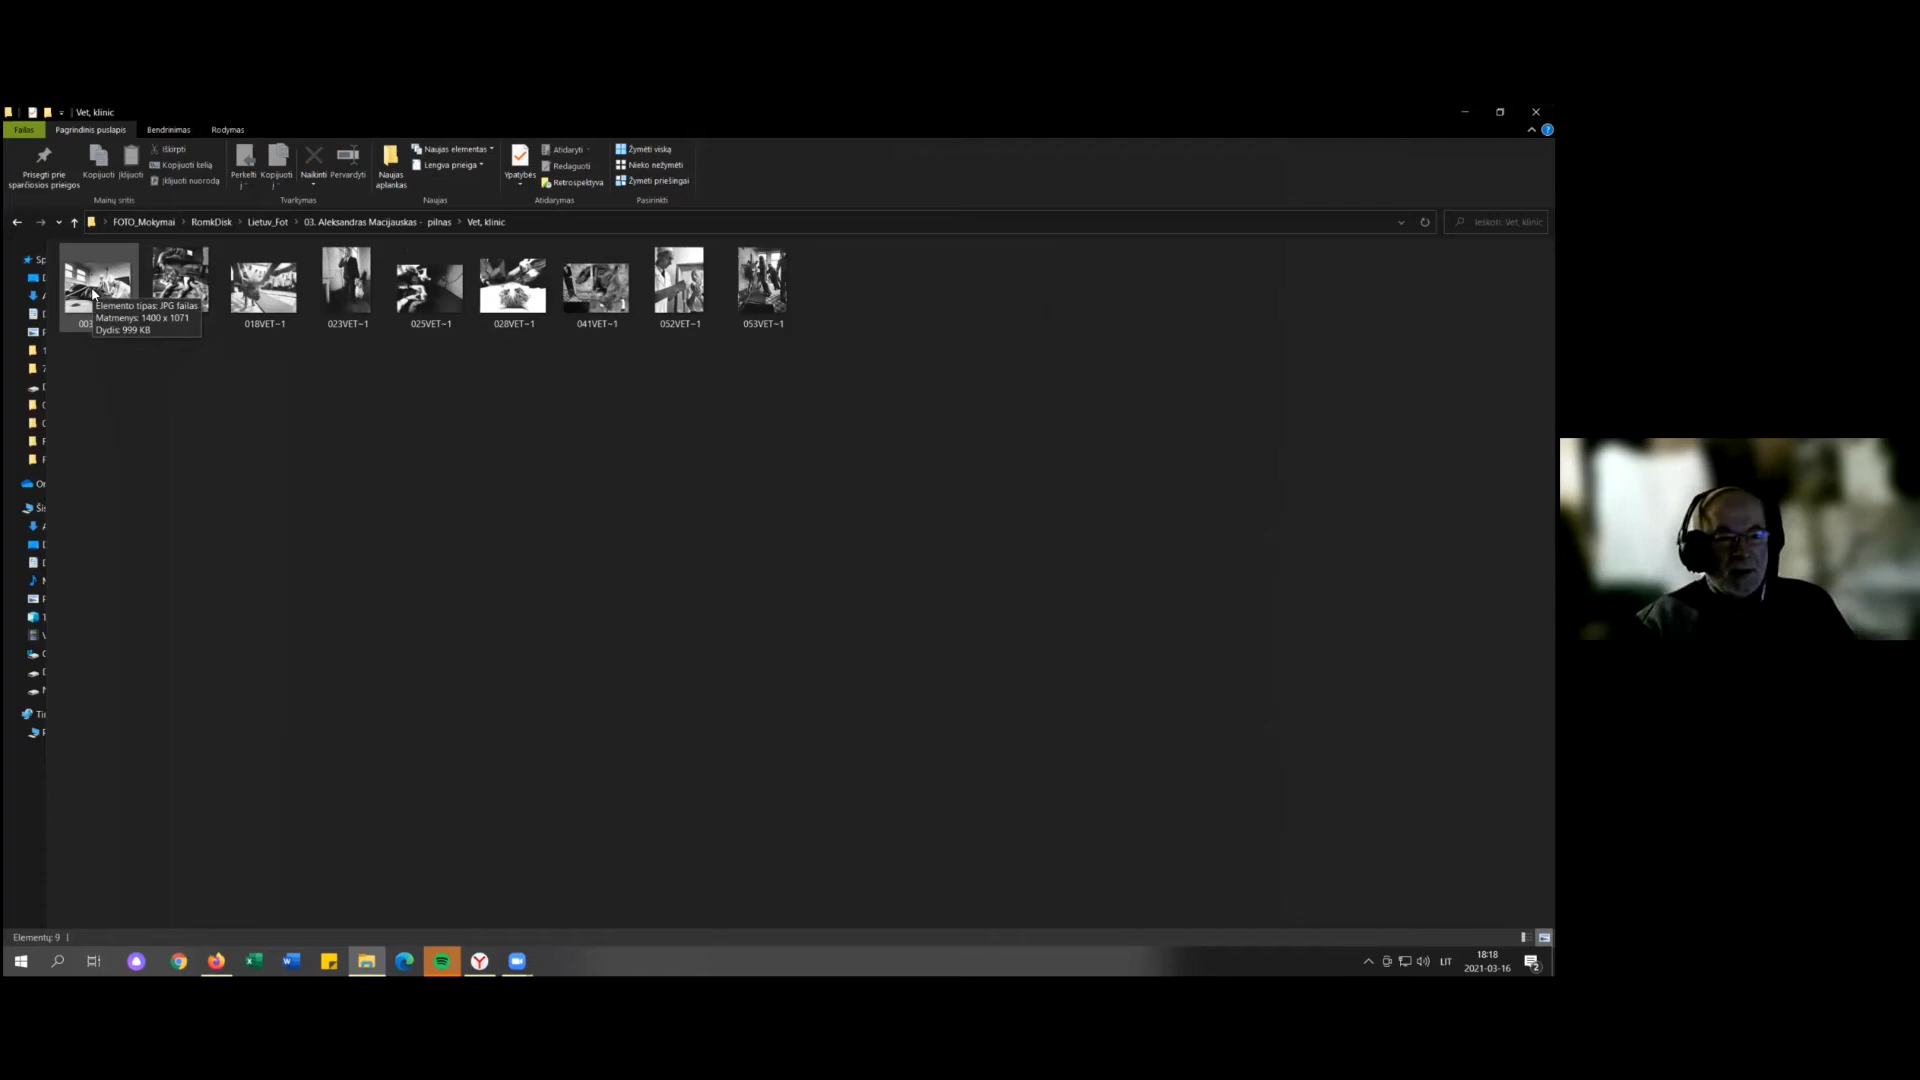 Vet, klinic
Failas Pagrindinis puslapis Bendrinimas Rodymas
Prisegti prie sparčiosios prieigos
Kopijuoti
Įklijuoti
Iškirpti
Kopijuoti kelią
Įklijuoti nuorodą
Mainų sritis
Perkelti į
Kopijuoti į
Naikinti
Pervardyti
Tvarkymas
Naujas aplankas
Naujas elementas
Lengva prieiga
Naujas
Ypatybės
Atidaryti
Redaguoti
Retrospektyva
Atidarymas
Žymėti viską
Nieko nežymėti
Žymėti priešingai
Pasirinkti
FOTO_Mokymai > RomkDisk > Lietuv_Fot > 03. Aleksandras Macijauskas - pilnas > Vet, klinic
Ieškoti: Vet, klinic
Elemento tipas: JPG failas
Matmenys: 1400 x 1071
Dydis: 999 KB
003
018VET~1
023VET~1
025VET~1
028VET~1
041VET~1
052VET~1
053VET~1
Elementų: 9
LIT
18:18
2021-03-16
2